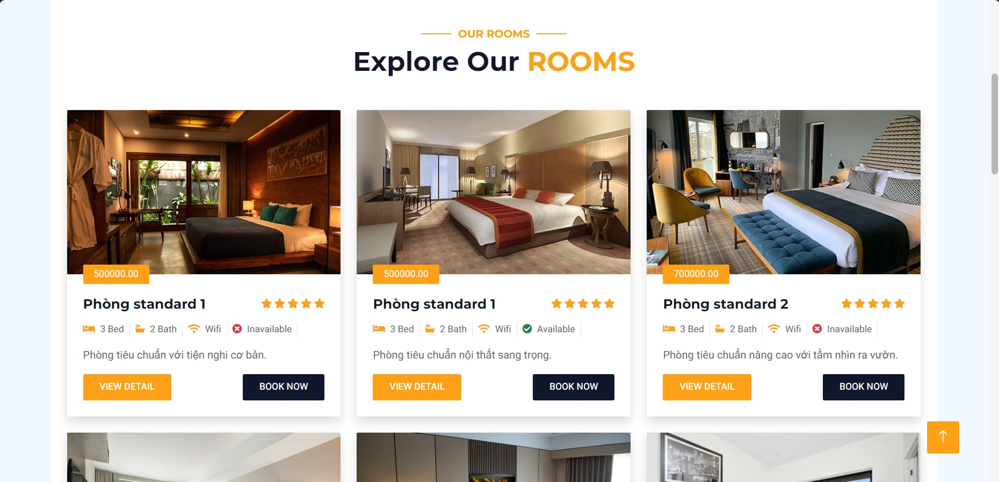 OUR ROOMS
Explore Our ROOMS
500000.00
Phòng standard 1
3 Bed
2 Bath
Wifi
Inavailable
Phòng tiêu chuẩn với tiện nghi cơ bản.
VIEW DETAIL
BOOK NOW
500000.00
Phòng standard 1
3 Bed
2 Bath
Wifi
Available
Phòng tiêu chuẩn nội thất sang trọng.
VIEW DETAIL
BOOK NOW
700000.00
Phòng standard 2
3 Bed
2 Bath
Wifi
Inavailable
Phòng tiêu chuẩn nâng cao với tầm nhìn ra vườn.
VIEW DETAIL
BOOK NOW